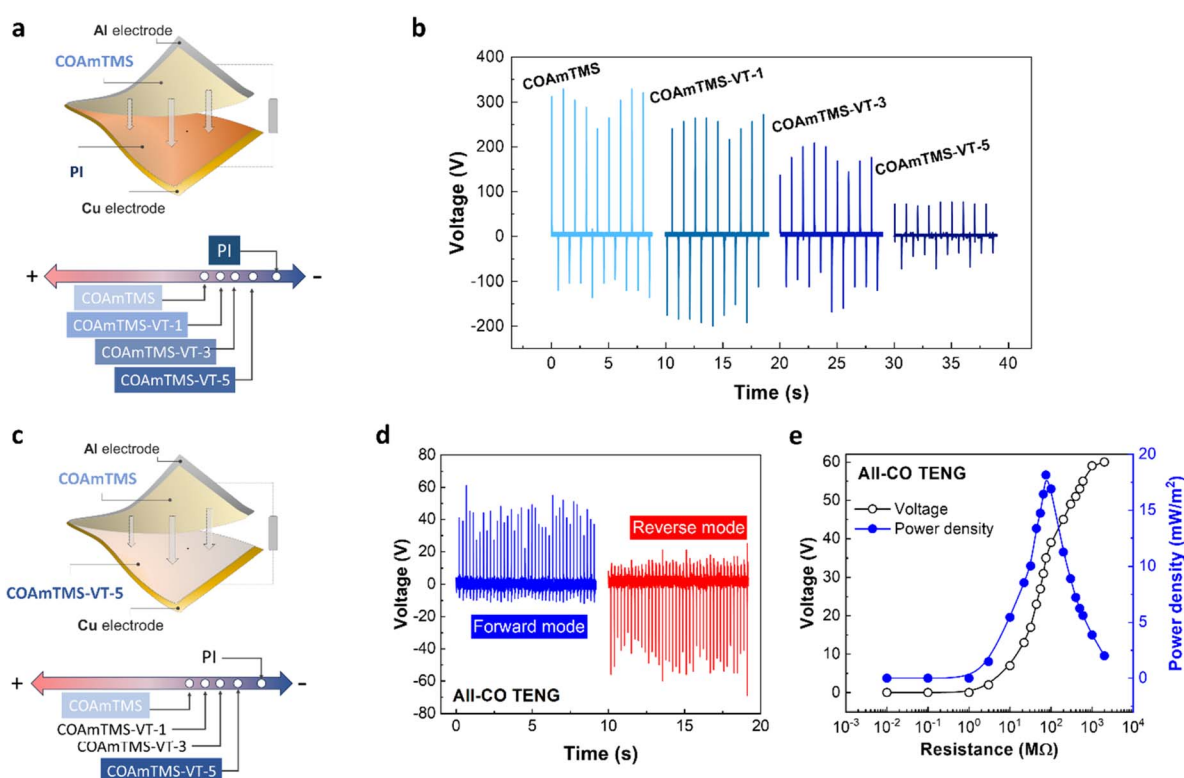 a
Al electrode
COAmTMS
PI
Cu electrode
PI
+
-
COAmTMS
COAmTMS-VT-1
COAmTMS-VT-3
COAmTMS-VT-5
b
COAmTMS
COAmTMS-VT-1
COAmTMS-VT-3
COAmTMS-VT-5
400
300
200
100
0
-100
-200
Voltage (V)
0 5 10 15 20 25 30 35 40
Time (s)
c
Al electrode
COAmTMS
COAmTMS-VT-5
Cu electrode
PI
+
-
COAmTMS
COAmTMS-VT-1
COAmTMS-VT-3
COAmTMS-VT-5
d
80
60
40
20
0
-20
-40
-60
-80
Voltage (V)
Reverse mode
Forward mode
All-CO TENG
0 5 10 15 20
Time (s)
e
All-CO TENG
Voltage
Power density
60
50
40
30
20
10
0
Voltage (V)
20
15
10
5
0
Power density (mW/m²)
10⁻³ 10⁻² 10⁻¹ 10⁰ 10¹ 10² 10³ 10⁴
Resistance (MΩ)